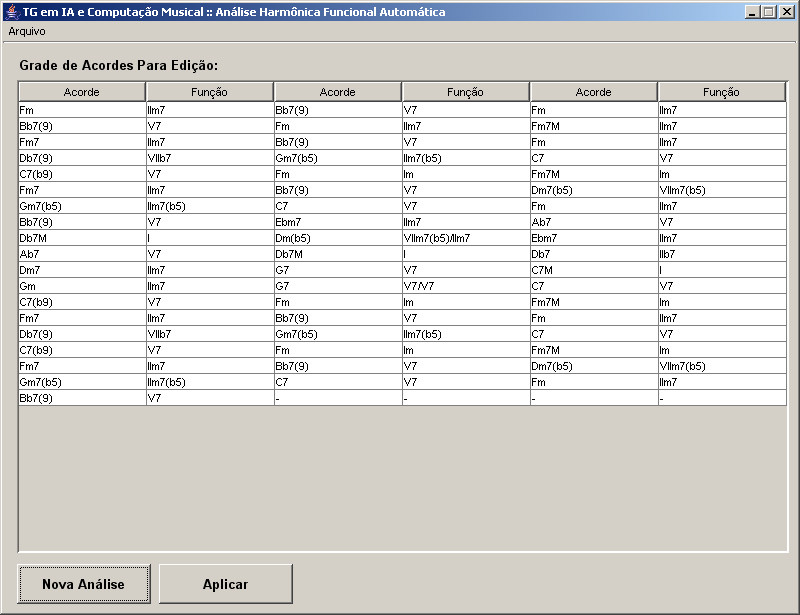 TG em IA e Computação Musical :: Análise Harmônica Funcional Automática
Arquivo
Grade de Acordes Para Edição:
Acorde Função Acorde Função Acorde Função
Fm IIm7 Bb7(9) V7 Fm IIm7
Bb7(9) V7 Fm IIm7 Fm7M IIm7
Fm7 IIm7 Bb7(9) V7 Fm IIm7
Db7(9) VIIb7 Gm7(b5) IIm7(b5) C7 V7
C7(b9) V7 Fm Im Fm7M Im
Fm7 IIm7 Bb7(9) V7 Dm7(b5) VIIm7(b5)
Gm7(b5) IIm7(b5) C7 V7 Fm IIm7
Bb7(9) V7 Ebm7 IIm7 Ab7 V7
Db7M I Dm(b5) VIIm7(b5)/IIm7 Ebm7 IIm7
Ab7 V7 Db7M I Db7 IIb7
Dm7 IIm7 G7 V7 C7M I
Gm IIm7 G7 V7/V7 C7 V7
C7(b9) V7 Fm Im Fm7M Im
Fm7 IIm7 Bb7(9) V7 Fm IIm7
Db7(9) VIIb7 Gm7(b5) IIm7(b5) C7 V7
C7(b9) V7 Fm Im Fm7M Im
Fm7 IIm7 Bb7(9) V7 Dm7(b5) VIIm7(b5)
Gm7(b5) IIm7(b5) C7 V7 Fm IIm7
Bb7(9) V7 - - - -
Nova Análise Aplicar